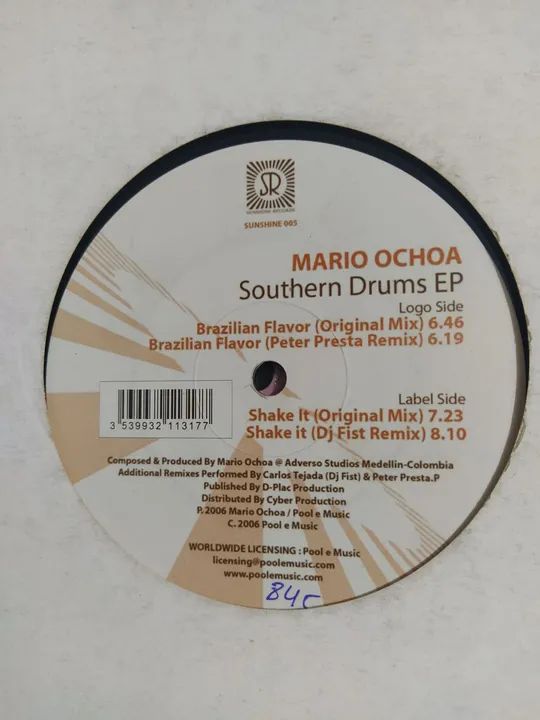 SR
SUNSHINE RECORDS
SUNSHINE 005
MARIO OCHOA
Southern Drums EP
Logo Side
Brazilian Flavor (Original Mix) 6.46
Brazilian Flavor (Peter Presta Remix) 6.19
Label Side
Shake It (Original Mix) 7.23
Shake it (Dj Fist Remix) 8.10
3 539932 113177
Composed & Produced By Mario Ochoa @ Adverso Studios Medellin-Colombia
Additional Remixes Performed By Carlos Tejada (Dj Fist) & Peter Presta.P
Published By D-Plac Production
Distributed By Cyber Production
P. 2006 Mario Ochoa / Pool e Music
C. 2006 Pool e Music
WORLDWIDE LICENSING : Pool e Music
licensing@poolemusic.com
www.poolemusic.com